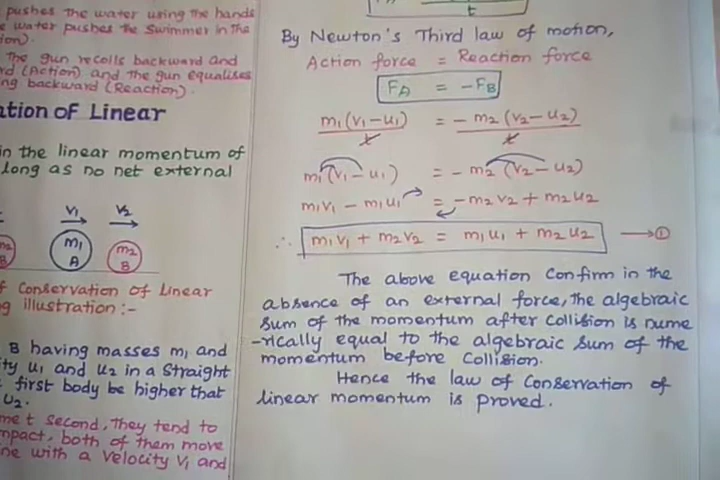 pushes the water using the hands
water pushes the Swimmer in the
The gun recoils backward and
(Action) and the gun equalises
backward (Reaction).
of Linear
in the linear momentum of
long as no net external
V1 V2
m1 A
m2 B
m2 B
Conservation of Linear
illustration:-
B having masses m1 and
u1 and u2 in a Straight
first body be higher that
u2.
second, They tend to
both of them move
with a Velocity V1 and
t
By Newton's Third law of motion,
Action force = Reaction force
FA = -FB
m1(v1-u1)/t = - m2(v2-u2)/t
m1(v1-u1) = - m2(v2-u2)
m1v1 - m1u1 = -m2v2 + m2u2
∴ m1v1 + m2v2 = m1u1 + m2u2 →①
The above equation Confirm in the
absence of an external force, the algebraic
Sum of the momentum after Collision is nume
-rically equal to the algebraic Sum of the
momentum before Collision.
Hence the law of Conservation of
linear momentum is proved.